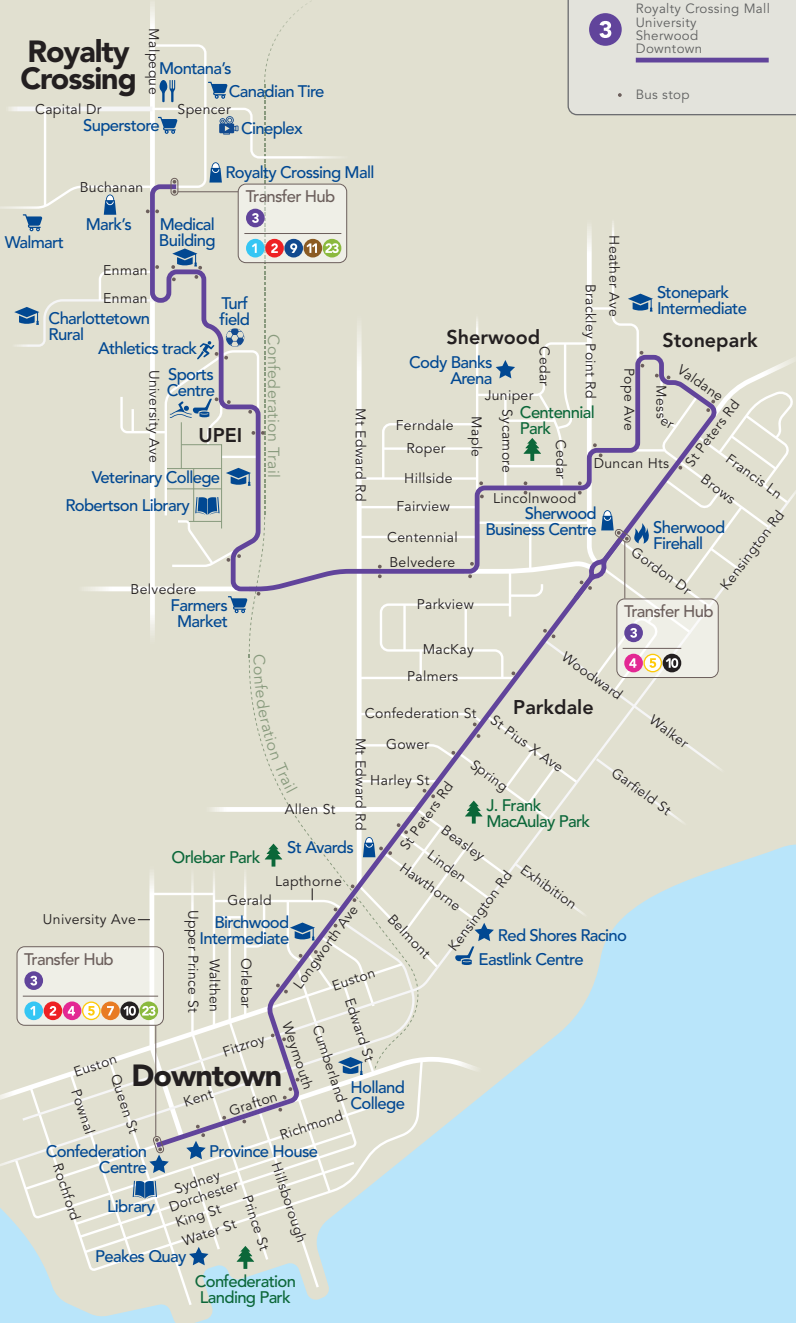 3
Royalty Crossing Mall
University
Sherwood
Downtown
Bus stop
Royalty
Crossing
Malpeque
Montana's
Canadian Tire
Capital Dr
Spencer
Superstore
Cineplex
Royalty Crossing Mall
Buchanan
Transfer Hub
3
1 2 9 11 23
Mark's
Walmart
Medical
Building
Enman
Enman
Charlottetown
Rural
Turf
field
Athletics track
Sports
Centre
University Ave
UPEI
Confederation Trail
Veterinary College
Robertson Library
Belvedere
Farmers
Market
Heather Ave
Stonepark
Intermediate
Brackley Point Rd
Sherwood
Stonepark
Cody Banks
Arena
Cedar
Juniper
Centennial
Park
Pope Ave
Messer
Valdane
St Peters Rd
Mt Edward Rd
Ferndale
Maple
Sycamore
Cedar
Roper
Duncan Hts
Francis Ln
Hillside
Brows
Lincolnwood
Fairview
Sherwood
Business Centre
Sherwood
Firehall
Kensington Rd
Centennial
Gordon Dr
Belvedere
Parkview
Transfer Hub
3
4 5 10
MacKay
Woodward
Palmers
Confederation Trail
Parkdale
Confederation St
St Pius X Ave
Walker
Gower
Mt Edward Rd
Spring
Harley St
Garfield St
Allen St
St Peters Rd
J. Frank
MacAulay Park
St Avards
Orlebar Park
Beasley
Linden
Hawthorne
Exhibition
Lapthorne
Kensington Rd
Gerald
University Ave
Upper Prince St
Walthen
Orlebar
Birchwood
Intermediate
Longworth Ave
Belmont
Red Shores Racino
Eastlink Centre
Transfer Hub
3
1 2 4 5 7 10 23
Euston
Edward St
Cumberland
Weymouth
Fitzroy
Euston
Downtown
Holland
College
Pownal
Queen St
Kent
Grafton
Richmond
Confederation
Centre
Province House
Rochford
Library
Sydney
Dorchester
King St
Water St
Prince St
Hillsborough
Peakes Quay
Confederation
Landing Park